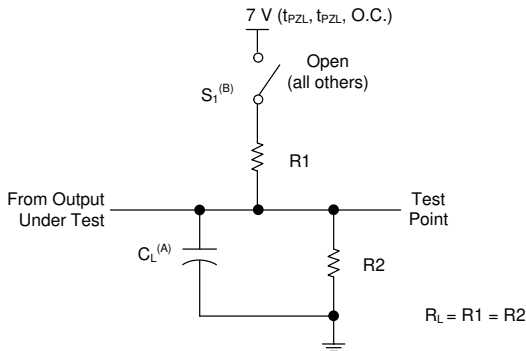 7 V (tPZL, tPZL, O.C.)
Open
(all others)
S1(B)
R1
From Output
Under Test
Test
Point
CL(A)
R2
RL = R1 = R2